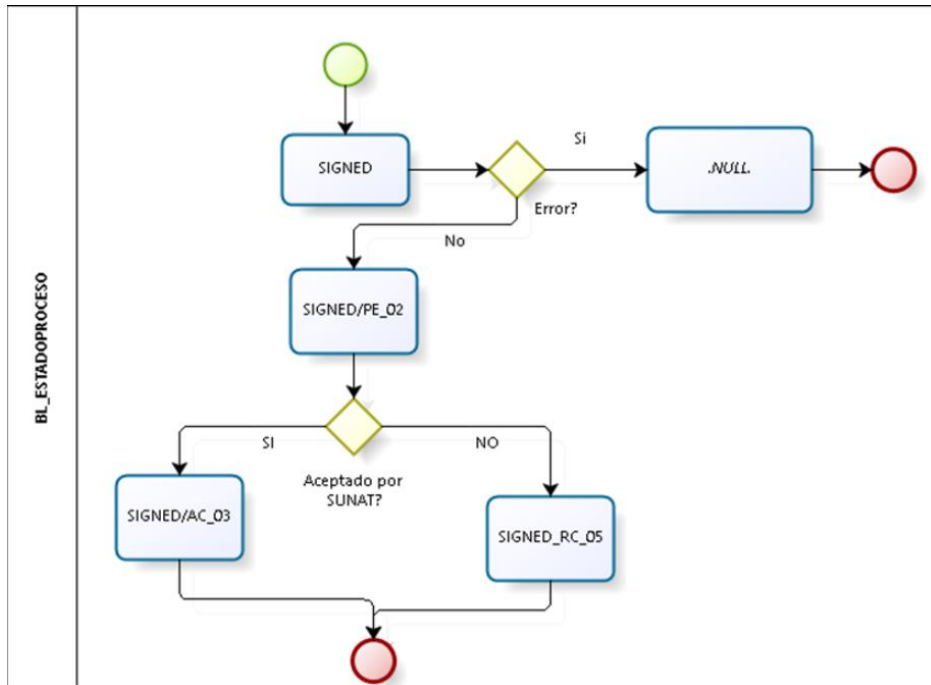 BL_ESTADOPROCESO
SIGNED
Si
.NULL.
Error?
No
SIGNED/PE_02
SI
NO
Aceptado por
SUNAT?
SIGNED/AC_03
SIGNED_RC_05